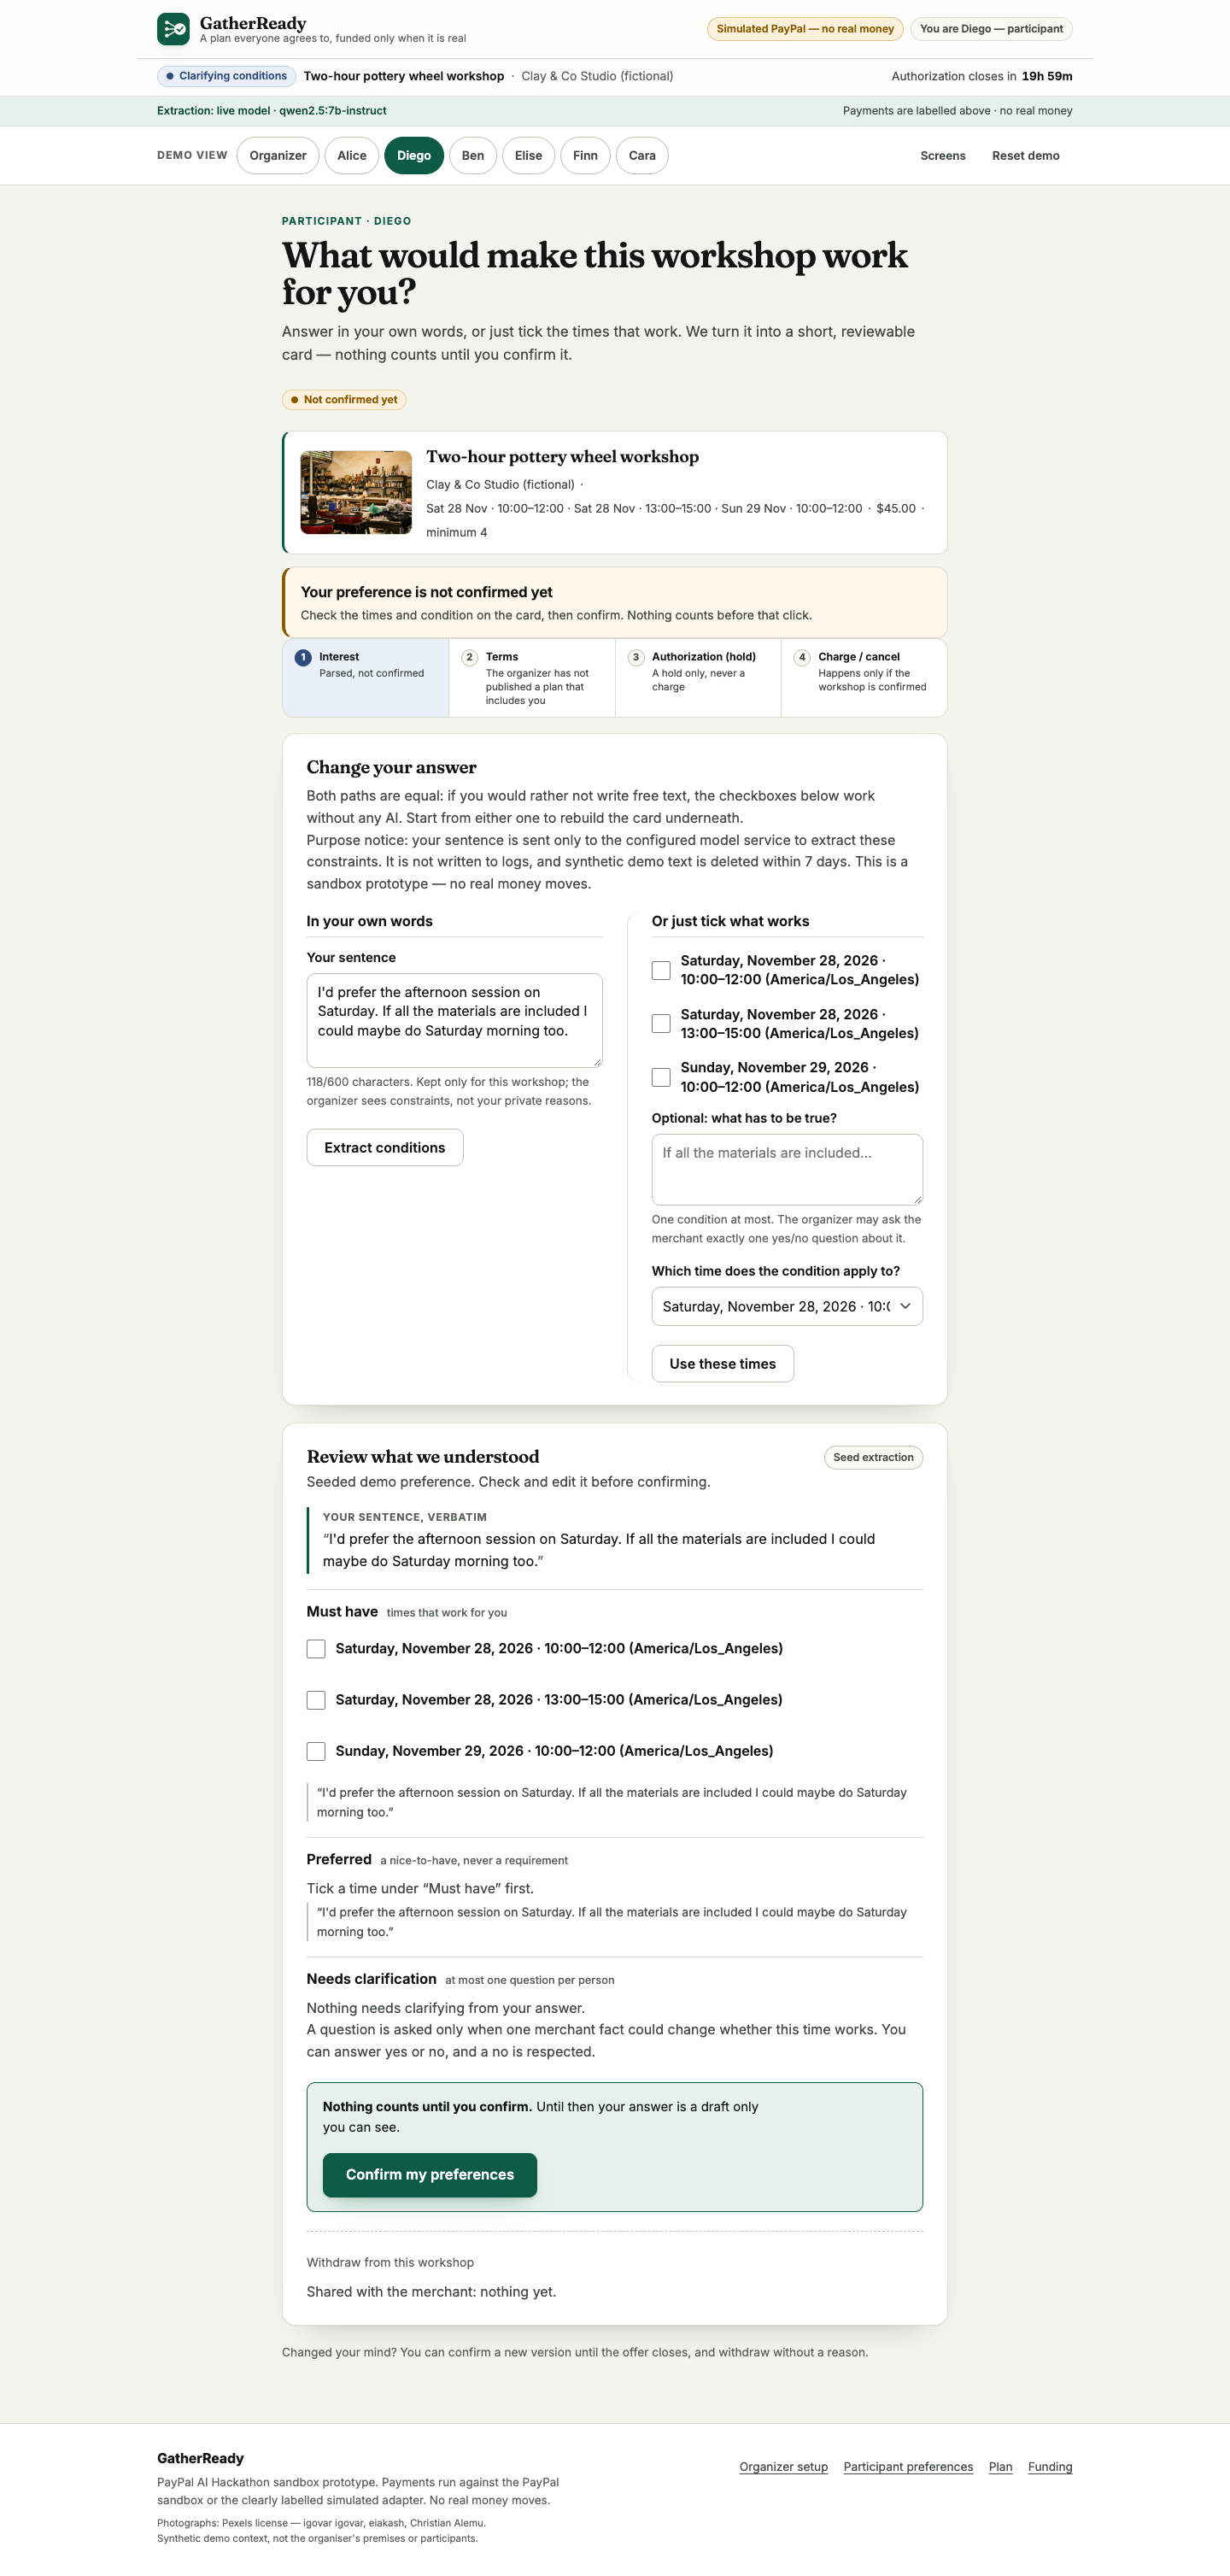 GatherReady
A plan everyone agrees to, funded only when it is real
Simulated PayPal — no real money
You are Diego — participant
Clarifying conditions
Two-hour pottery wheel workshop · Clay & Co Studio (fictional)
Authorization closes in 19h 59m
Extraction: live model · qwen2.5:7b-instruct
Payments are labelled above · no real money
DEMO VIEW
Organizer
Alice
Diego
Ben
Elise
Finn
Cara
Screens
Reset demo
PARTICIPANT · DIEGO
What would make this workshop work
for you?
Answer in your own words, or just tick the times that work. We turn it into a short, reviewable
card — nothing counts until you confirm it.
Not confirmed yet
Two-hour pottery wheel workshop
Clay & Co Studio (fictional) ·
Sat 28 Nov · 10:00–12:00 · Sat 28 Nov · 13:00–15:00 · Sun 29 Nov · 10:00–12:00 · $45.00 ·
minimum 4
Your preference is not confirmed yet
Check the times and condition on the card, then confirm. Nothing counts before that click.
1 Interest
Parsed, not confirmed
2 Terms
The organizer has not
published a plan that
includes you
3 Authorization (hold)
A hold only, never a
charge
4 Charge / cancel
Happens only if the
workshop is confirmed
Change your answer
Both paths are equal: if you would rather not write free text, the checkboxes below work
without any AI. Start from either one to rebuild the card underneath.
Purpose notice: your sentence is sent only to the configured model service to extract these
constraints. It is not written to logs, and synthetic demo text is deleted within 7 days. This is a
sandbox prototype — no real money moves.
In your own words
Your sentence
I'd prefer the afternoon session on
Saturday. If all the materials are included I
could maybe do Saturday morning too.
118/600 characters. Kept only for this workshop; the
organizer sees constraints, not your private reasons.
Extract conditions
Or just tick what works
Saturday, November 28, 2026 ·
10:00–12:00 (America/Los_Angeles)
Saturday, November 28, 2026 ·
13:00–15:00 (America/Los_Angeles)
Sunday, November 29, 2026 ·
10:00–12:00 (America/Los_Angeles)
Optional: what has to be true?
If all the materials are included…
One condition at most. The organizer may ask the
merchant exactly one yes/no question about it.
Which time does the condition apply to?
Saturday, November 28, 2026 · 10:0
Use these times
Review what we understood
Seed extraction
Seeded demo preference. Check and edit it before confirming.
YOUR SENTENCE, VERBATIM
“I'd prefer the afternoon session on Saturday. If all the materials are included I could
maybe do Saturday morning too.”
Must have times that work for you
Saturday, November 28, 2026 · 10:00–12:00 (America/Los_Angeles)
Saturday, November 28, 2026 · 13:00–15:00 (America/Los_Angeles)
Sunday, November 29, 2026 · 10:00–12:00 (America/Los_Angeles)
“I'd prefer the afternoon session on Saturday. If all the materials are included I could maybe do Saturday
morning too.”
Preferred a nice-to-have, never a requirement
Tick a time under “Must have” first.
“I'd prefer the afternoon session on Saturday. If all the materials are included I could maybe do Saturday
morning too.”
Needs clarification at most one question per person
Nothing needs clarifying from your answer.
A question is asked only when one merchant fact could change whether this time works. You
can answer yes or no, and a no is respected.
Nothing counts until you confirm. Until then your answer is a draft only
you can see.
Confirm my preferences
Withdraw from this workshop
Shared with the merchant: nothing yet.
Changed your mind? You can confirm a new version until the offer closes, and withdraw without a reason.
GatherReady
PayPal AI Hackathon sandbox prototype. Payments run against the PayPal
sandbox or the clearly labelled simulated adapter. No real money moves.
Photographs: Pexels license — igovar igovar, eiakash, Christian Alemu.
Synthetic demo context, not the organiser's premises or participants.
Organizer setup
Participant preferences
Plan
Funding